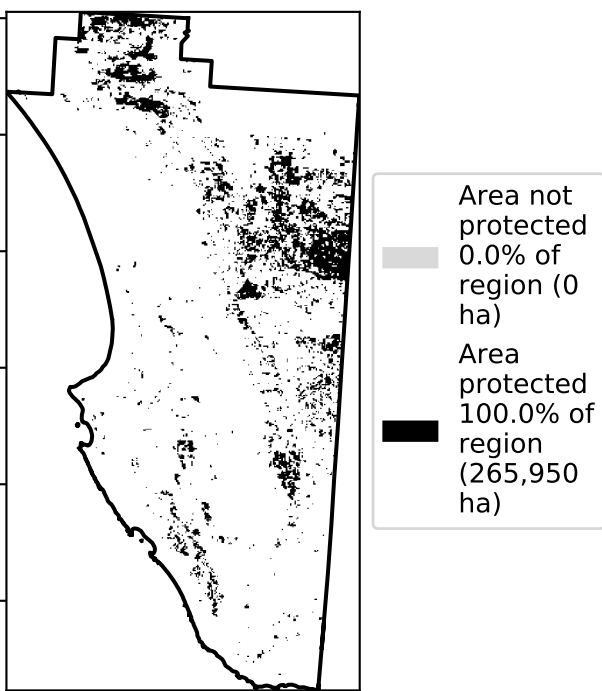 Area not
protected
0.0% of
region (0
ha)
Area
protected
100.0% of
region
(265,950
ha)